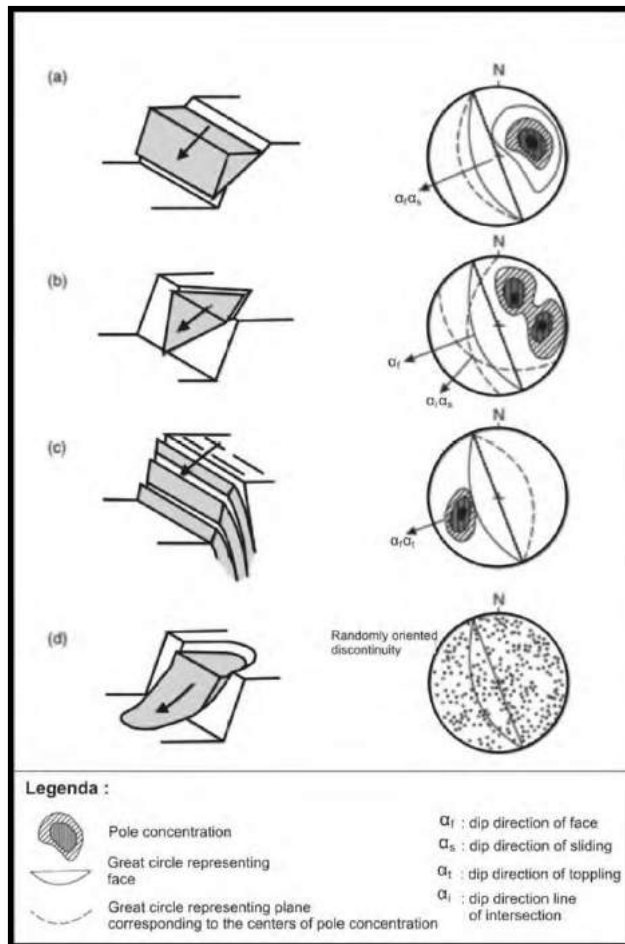 (a)
N
αfαs
(b)
N
αf
αiαs
(c)
N
αfαt
(d)
N
Randomly oriented
discontinuity
Legenda :
Pole concentration
Great circle representing
face
Great circle representing plane
corresponding to the centers of pole concentration
αf : dip direction of face
αs : dip direction of sliding
αt : dip direction of toppling
αi : dip direction line
of intersection